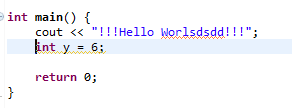 int main() {
cout << "!!!Hello Worlsdsdd!!!";
int y = 6;
return 0;
}